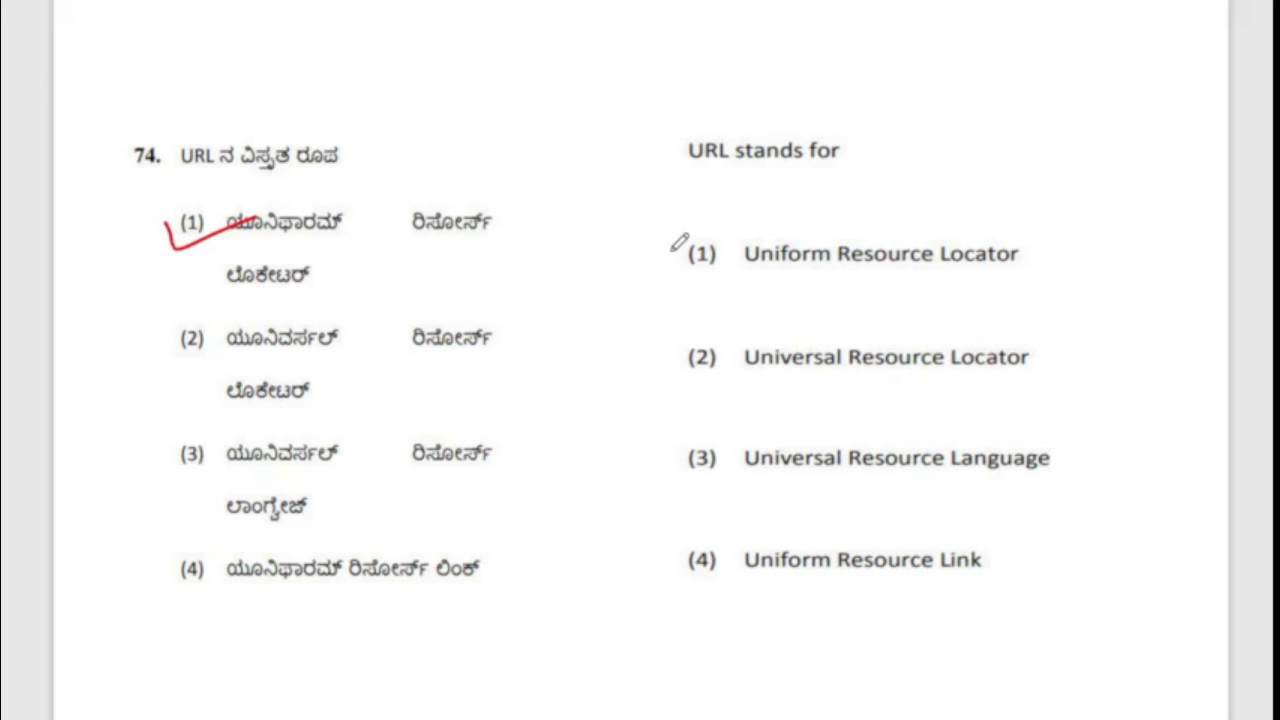 74. URL ನ ವಿಸ್ತೃತ ರೂಪ
(1) ಯೂನಿಫಾರಮ್ ರಿಸೋರ್ಸ್
ಲೊಕೇಟರ್
(2) ಯೂನಿವರ್ಸಲ್ ರಿಸೋರ್ಸ್
ಲೊಕೇಟರ್
(3) ಯೂನಿವರ್ಸಲ್ ರಿಸೋರ್ಸ್
ಲಾಂಗ್ವೇಜ್
(4) ಯೂನಿಫಾರಮ್ ರಿಸೋರ್ಸ್ ಲಿಂಕ್
URL stands for
(1) Uniform Resource Locator
(2) Universal Resource Locator
(3) Universal Resource Language
(4) Uniform Resource Link